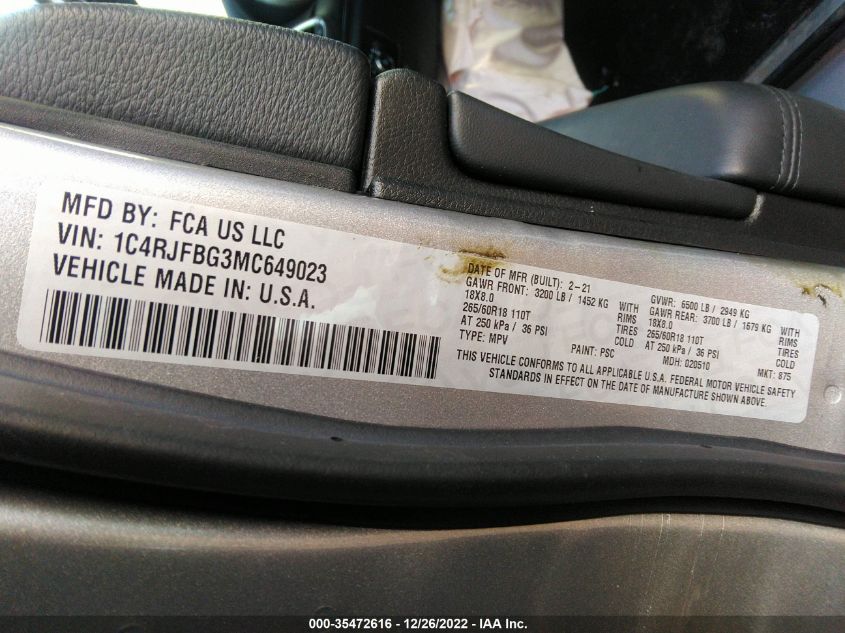 MFD BY: FCA US LLC
VIN: 1C4RJFBG3MC649023
VEHICLE MADE IN: U.S.A.
DATE OF MFR (BUILT): 2-21
GAWR FRONT: 3200 LB / 1452 KG WITH
18X8.0 RIMS
265/60R18 110T TIRES
AT 250 kPa / 36 PSI COLD
TYPE: MPV PAINT: PSC
GVWR: 6500 LB / 2949 KG
GAWR REAR: 3700 LB / 1679 KG WITH
18X8.0 RIMS
265/60R18 110T TIRES
AT 250 kPa / 36 PSI COLD
MDH: 020510 MKT: 875
THIS VEHICLE CONFORMS TO ALL APPLICABLE U.S.A. FEDERAL MOTOR VEHICLE SAFETY
STANDARDS IN EFFECT ON THE DATE OF MANUFACTURE SHOWN ABOVE.
000-35472616 - 12/26/2022 - IAA Inc.